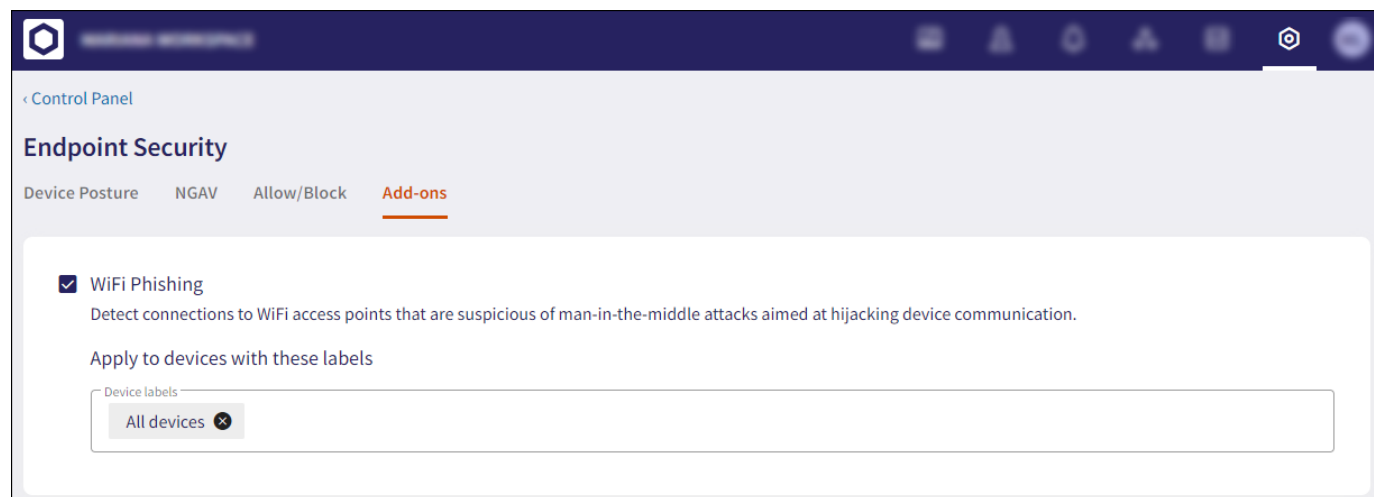 ‹ Control Panel
Endpoint Security
Device Posture NGAV Allow/Block Add-ons
WiFi Phishing
Detect connections to WiFi access points that are suspicious of man-in-the-middle attacks aimed at hijacking device communication.
Apply to devices with these labels
Device labels
All devices